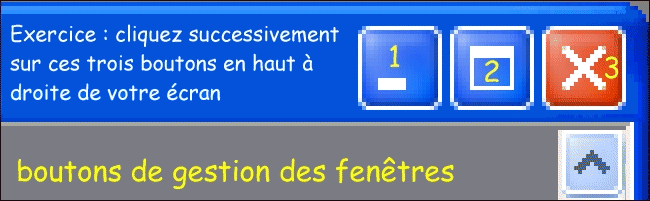 Exercice : cliquez successivement
sur ces trois boutons en haut à
droite de votre écran
1
2
3
boutons de gestion des fenêtres